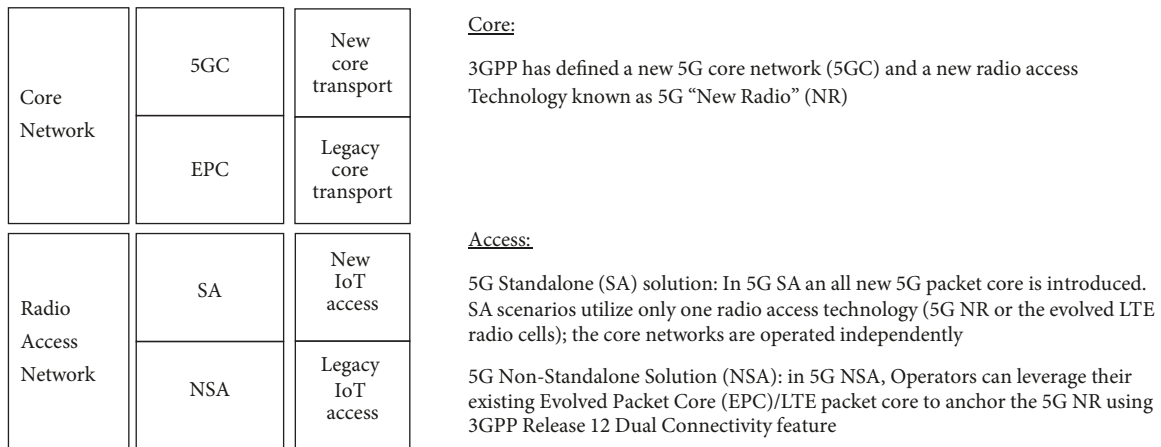 Core
Network
5GC
New
core
transport
EPC
Legacy
core
transport
Radio
Access
Network
SA
New
IoT
access
NSA
Legacy
IoT
access
Core:
3GPP has defined a new 5G core network (5GC) and a new radio access
Technology known as 5G “New Radio” (NR)
Access:
5G Standalone (SA) solution: In 5G SA an all new 5G packet core is introduced.
SA scenarios utilize only one radio access technology (5G NR or the evolved LTE
radio cells); the core networks are operated independently
5G Non-Standalone Solution (NSA): in 5G NSA, Operators can leverage their
existing Evolved Packet Core (EPC)/LTE packet core to anchor the 5G NR using
3GPP Release 12 Dual Connectivity feature